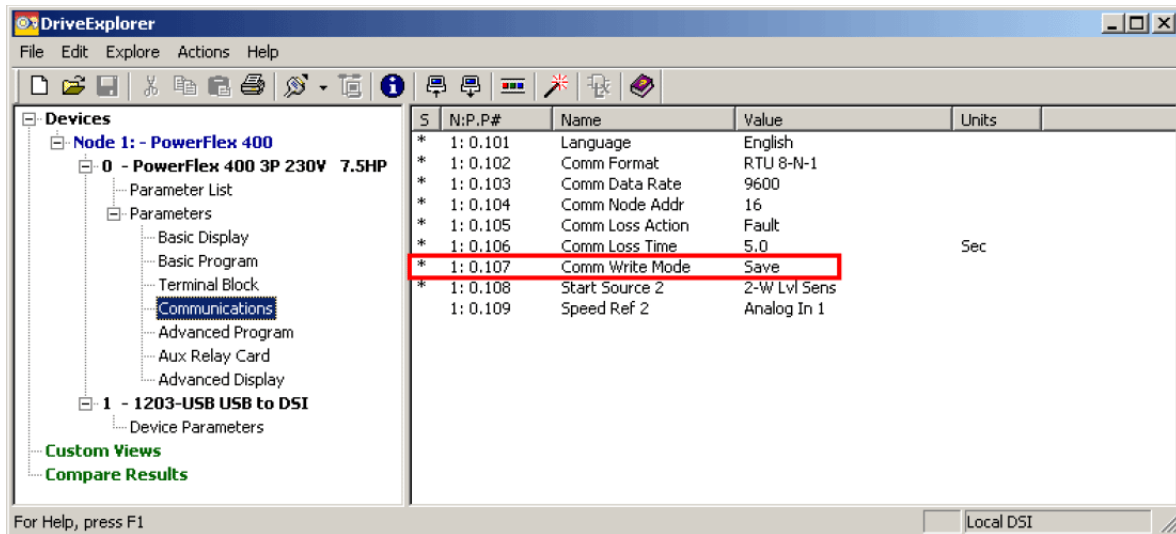 DriveExplorer
File Edit Explore Actions Help
Devices
Node 1: - PowerFlex 400
0 - PowerFlex 400 3P 230V 7.5HP
Parameter List
Parameters
Basic Display
Basic Program
Terminal Block
Communications
Advanced Program
Aux Relay Card
Advanced Display
1 - 1203-USB USB to DSI
Device Parameters
Custom Views
Compare Results
S N:P.P# Name Value Units
* 1: 0.101 Language English
* 1: 0.102 Comm Format RTU 8-N-1
* 1: 0.103 Comm Data Rate 9600
* 1: 0.104 Comm Node Addr 16
* 1: 0.105 Comm Loss Action Fault
* 1: 0.106 Comm Loss Time 5.0 Sec
* 1: 0.107 Comm Write Mode Save
* 1: 0.108 Start Source 2 2-W Lvl Sens
1: 0.109 Speed Ref 2 Analog In 1
For Help, press F1 Local DSI